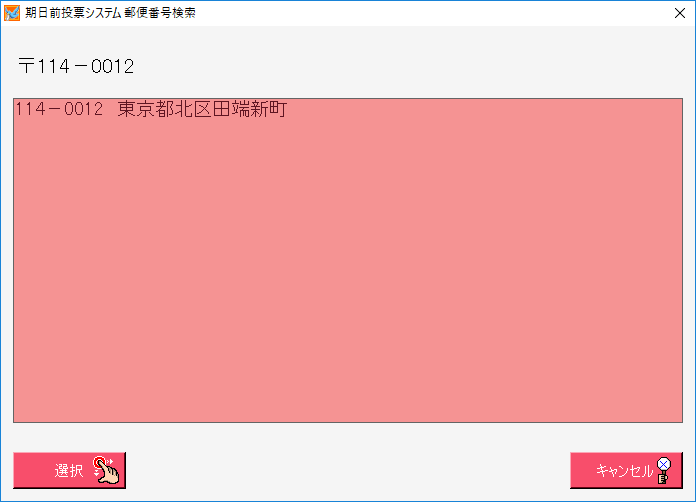 期日前投票システム 郵便番号検索
〒114－0012
114－0012　東京都北区田端新町
選択
キャンセル